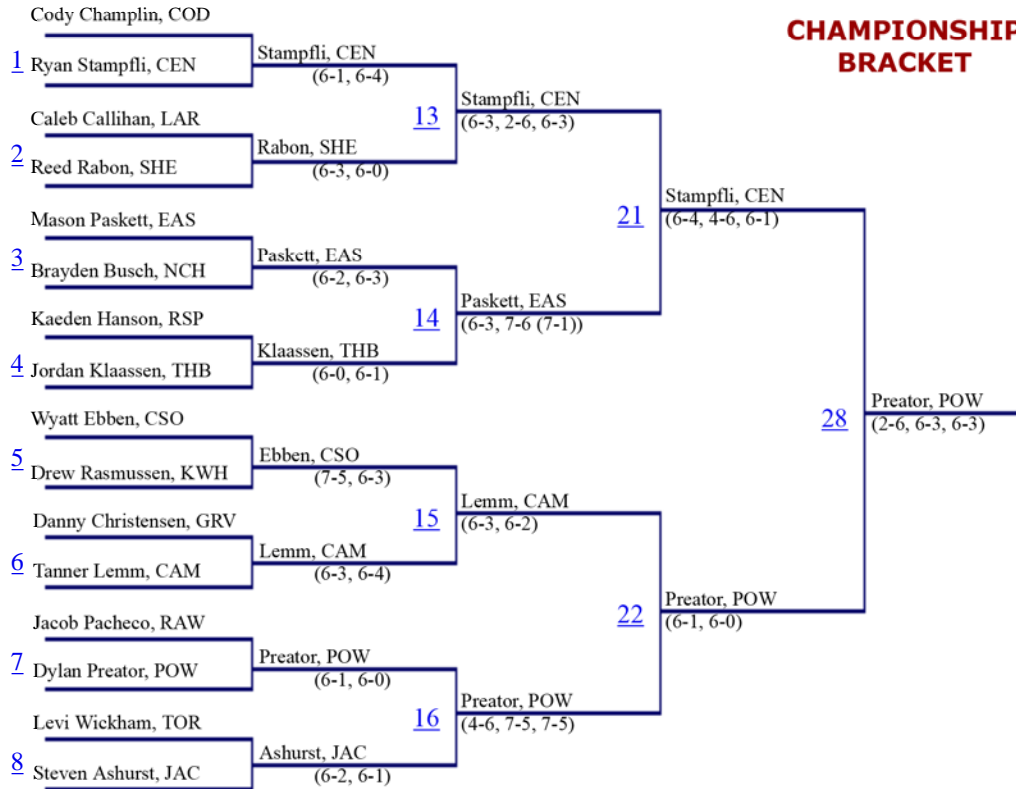 CHAMPIONSHIP
BRACKET
Cody Champlin, COD
1
Ryan Stampfli, CEN
Caleb Callihan, LAR
2
Reed Rabon, SHE
Mason Paskett, EAS
3
Brayden Busch, NCH
Kaeden Hanson, RSP
4
Jordan Klaassen, THB
Wyatt Ebben, CSO
5
Drew Rasmussen, KWH
Danny Christensen, GRV
6
Tanner Lemm, CAM
Jacob Pacheco, RAW
7
Dylan Preator, POW
Levi Wickham, TOR
8
Steven Ashurst, JAC
Stampfli, CEN
(6-1, 6-4)
13
Rabon, SHE
(6-3, 6-0)
Paskett, EAS
(6-2, 6-3)
14
Klaassen, THB
(6-0, 6-1)
Ebben, CSO
(7-5, 6-3)
15
Lemm, CAM
(6-3, 6-4)
Preator, POW
(6-1, 6-0)
16
Ashurst, JAC
(6-2, 6-1)
Stampfli, CEN
(6-3, 2-6, 6-3)
21
Paskett, EAS
(6-3, 7-6 (7-1))
Lemm, CAM
(6-3, 6-2)
22
Preator, POW
(4-6, 7-5, 7-5)
Stampfli, CEN
(6-4, 4-6, 6-1)
28
Preator, POW
(6-1, 6-0)
Preator, POW
(2-6, 6-3, 6-3)